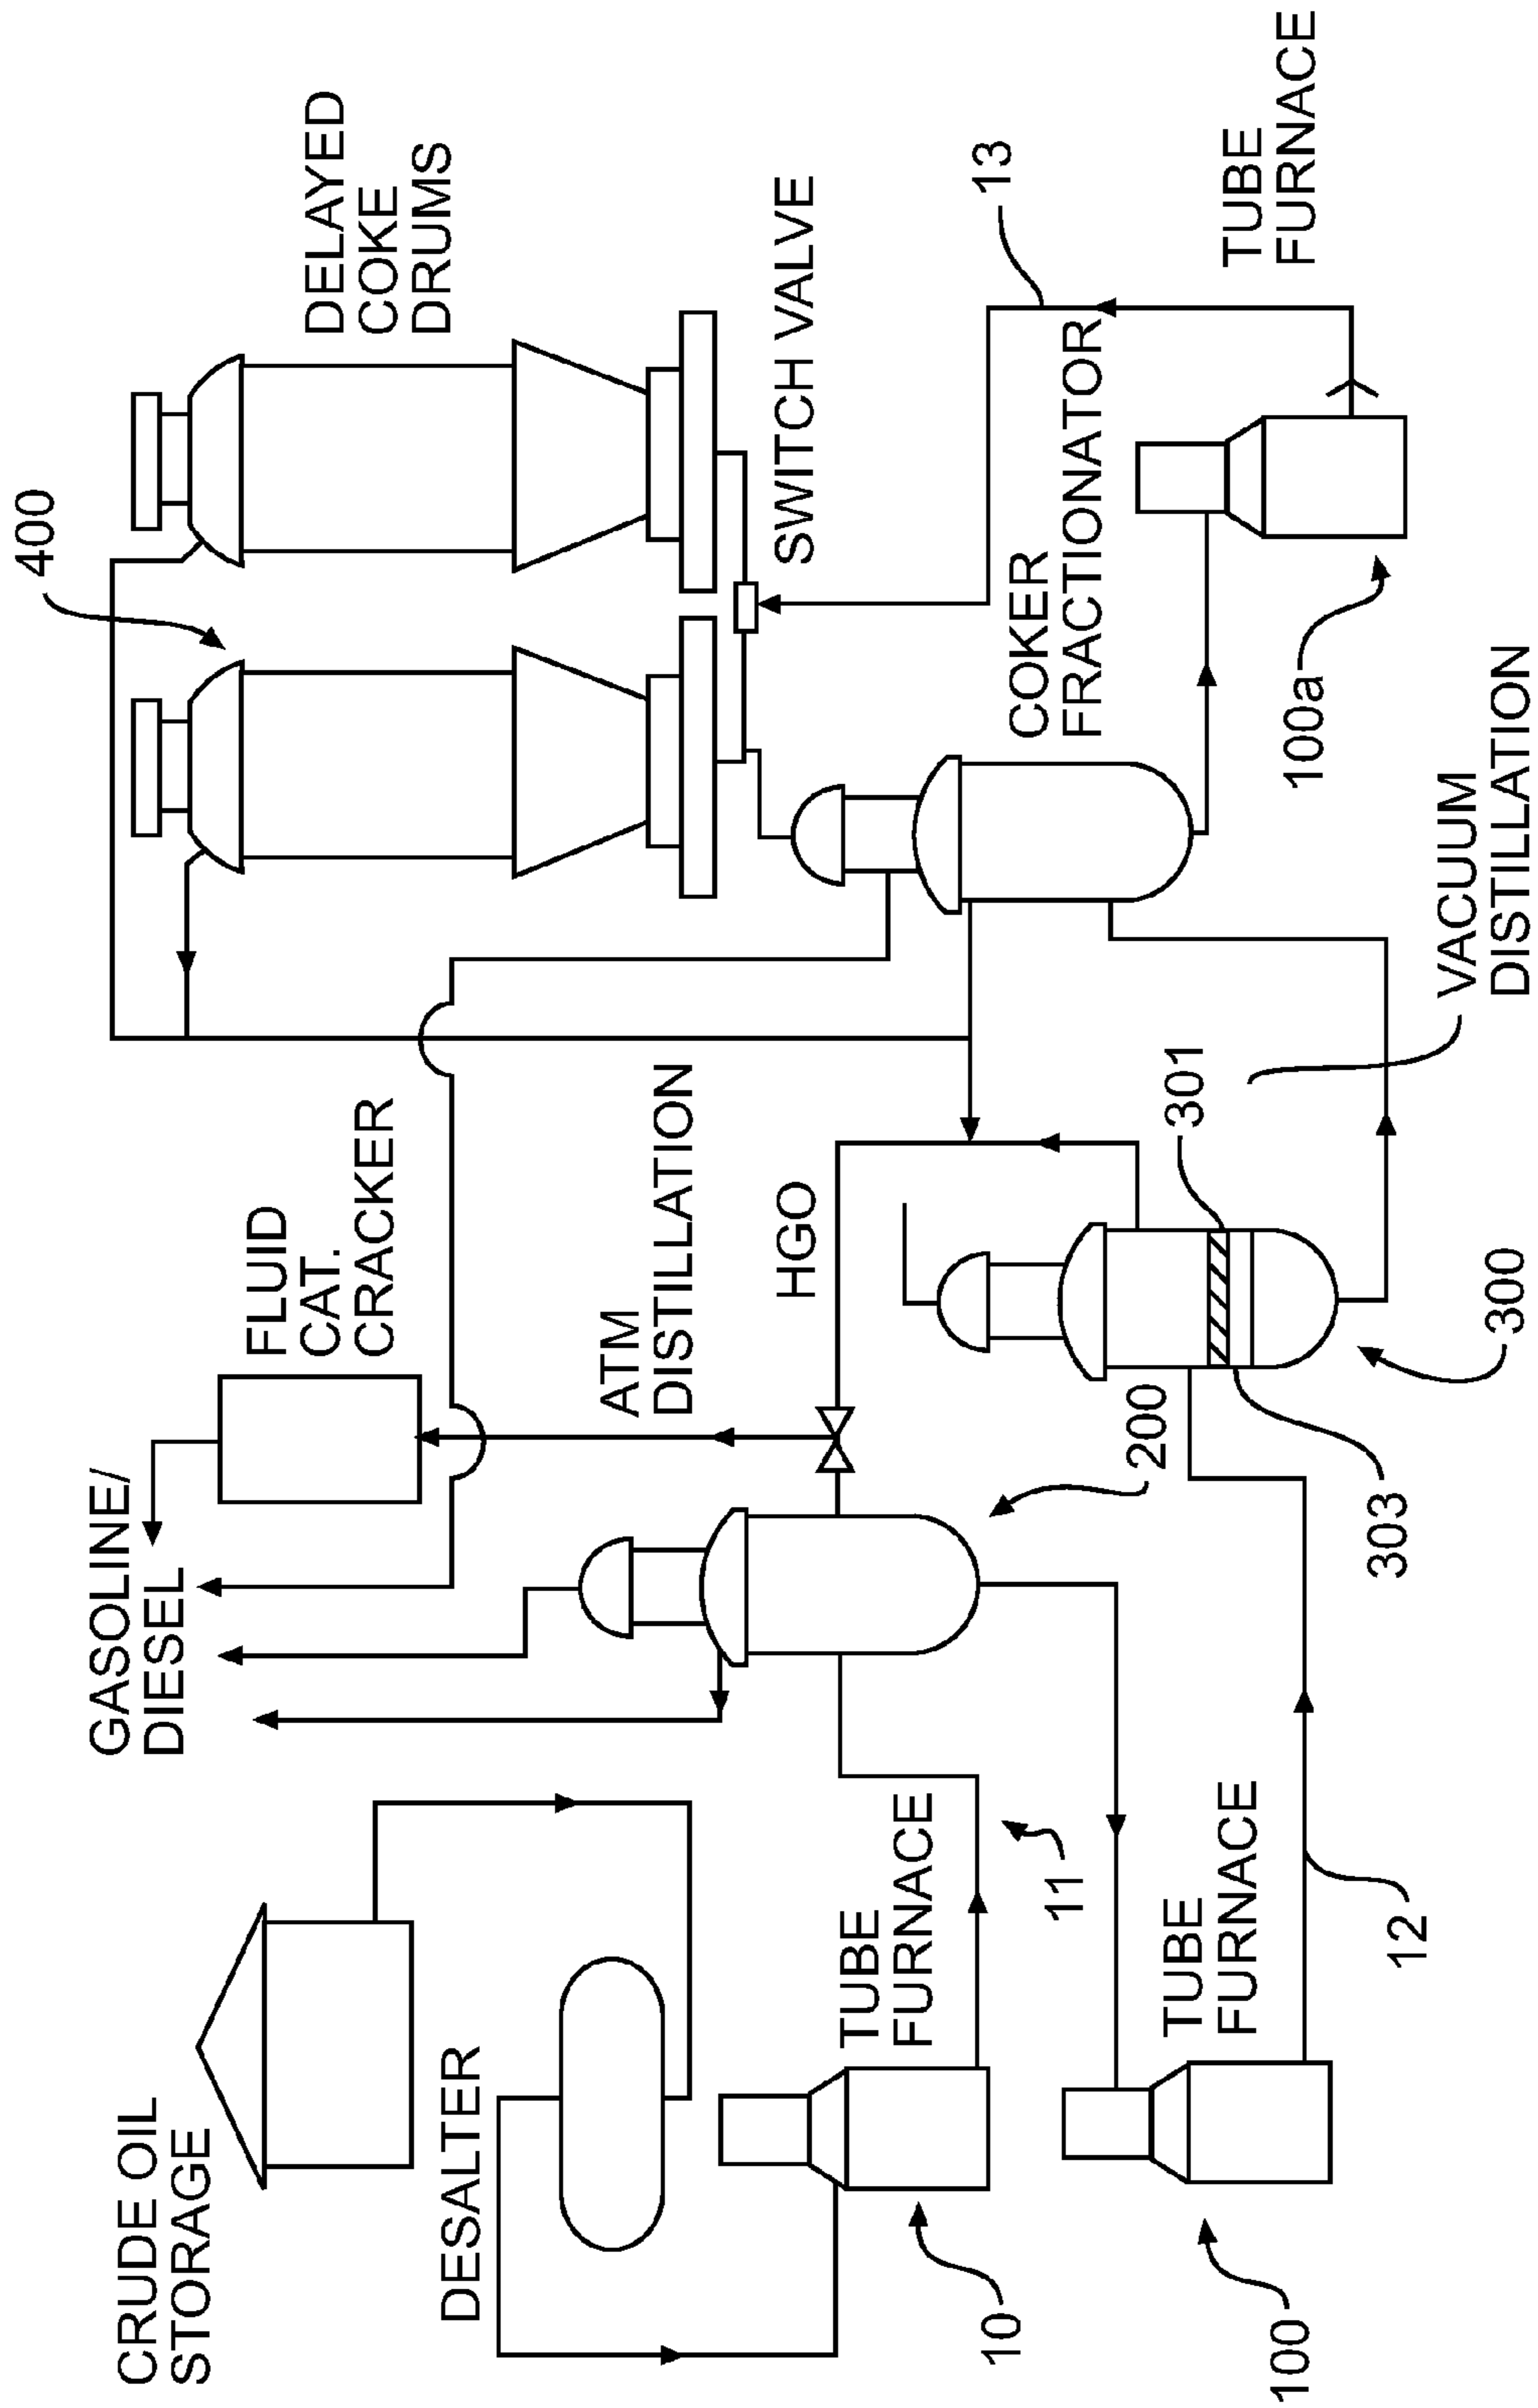 CRUDE OIL
STORAGE
DESALTER
TUBE
FURNACE
10
TUBE
FURNACE
100
11
12
GASOLINE/
DIESEL
FLUID
CAT.
CRACKER
ATM
DISTILLATION
HGO
200
303
300
301
VACUUM
DISTILLATION
400
DELAYED
COKE
DRUMS
SWITCH VALVE
COKER
FRACTIONATOR
13
100a
TUBE
FURNACE